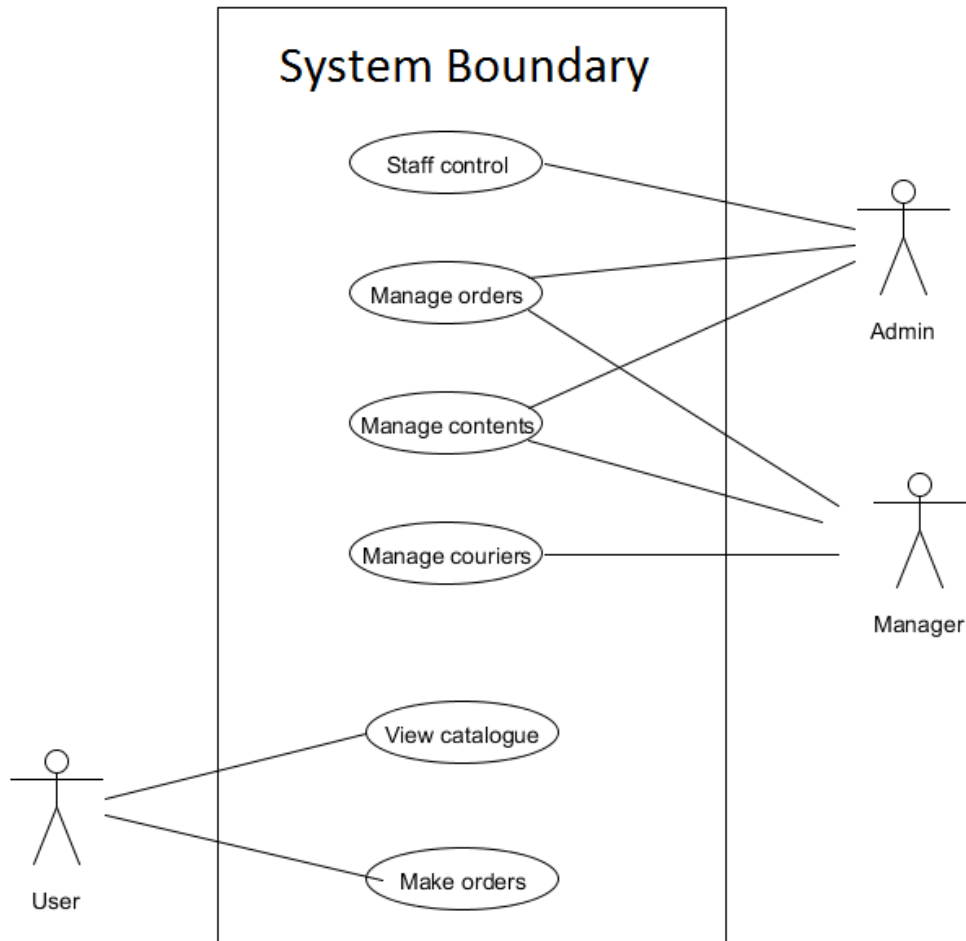 System Boundary
Staff control
Manage orders
Admin
Manage contents
Manage couriers
Manager
View catalogue
Make orders
User